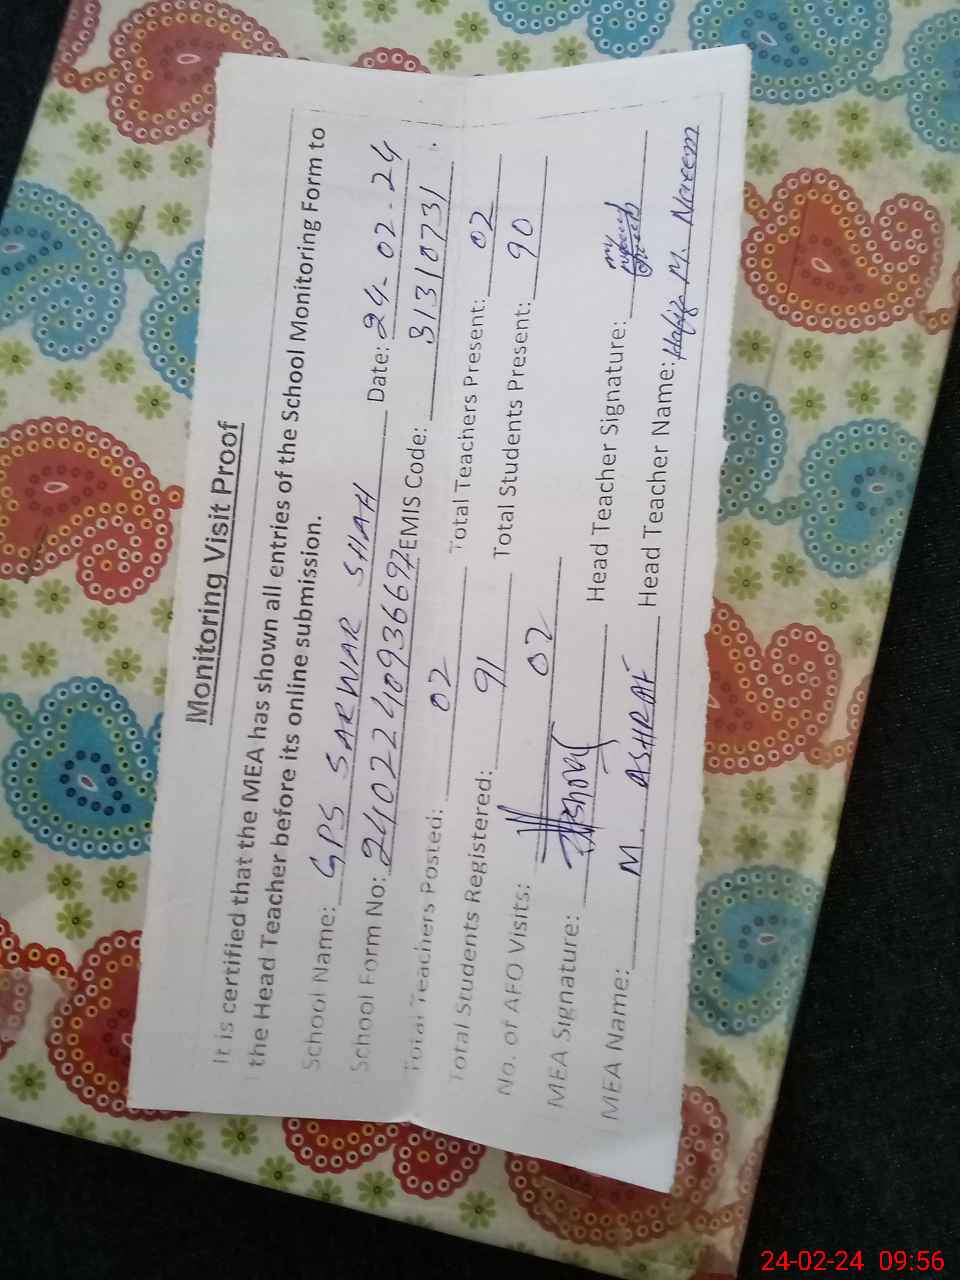 Monitoring Visit Proof
It is certified that the MEA has shown all entries of the School Monitoring Form to
the Head Teacher before its online submission.
School Name: GPS SARWAR SHAH Date: 24-02-24
School Form No: EMIS Code: 31310731
Total Teachers Posted: 02 Total Teachers Present: 02
Total Students Registered: 91 Total Students Present: 90
No. of AFO Visits: 02
MEA Signature: Head Teacher Signature:
MEA Name: M. ASHRAF Head Teacher Name: Hafiz M. Naveem
24-02-24 09:56